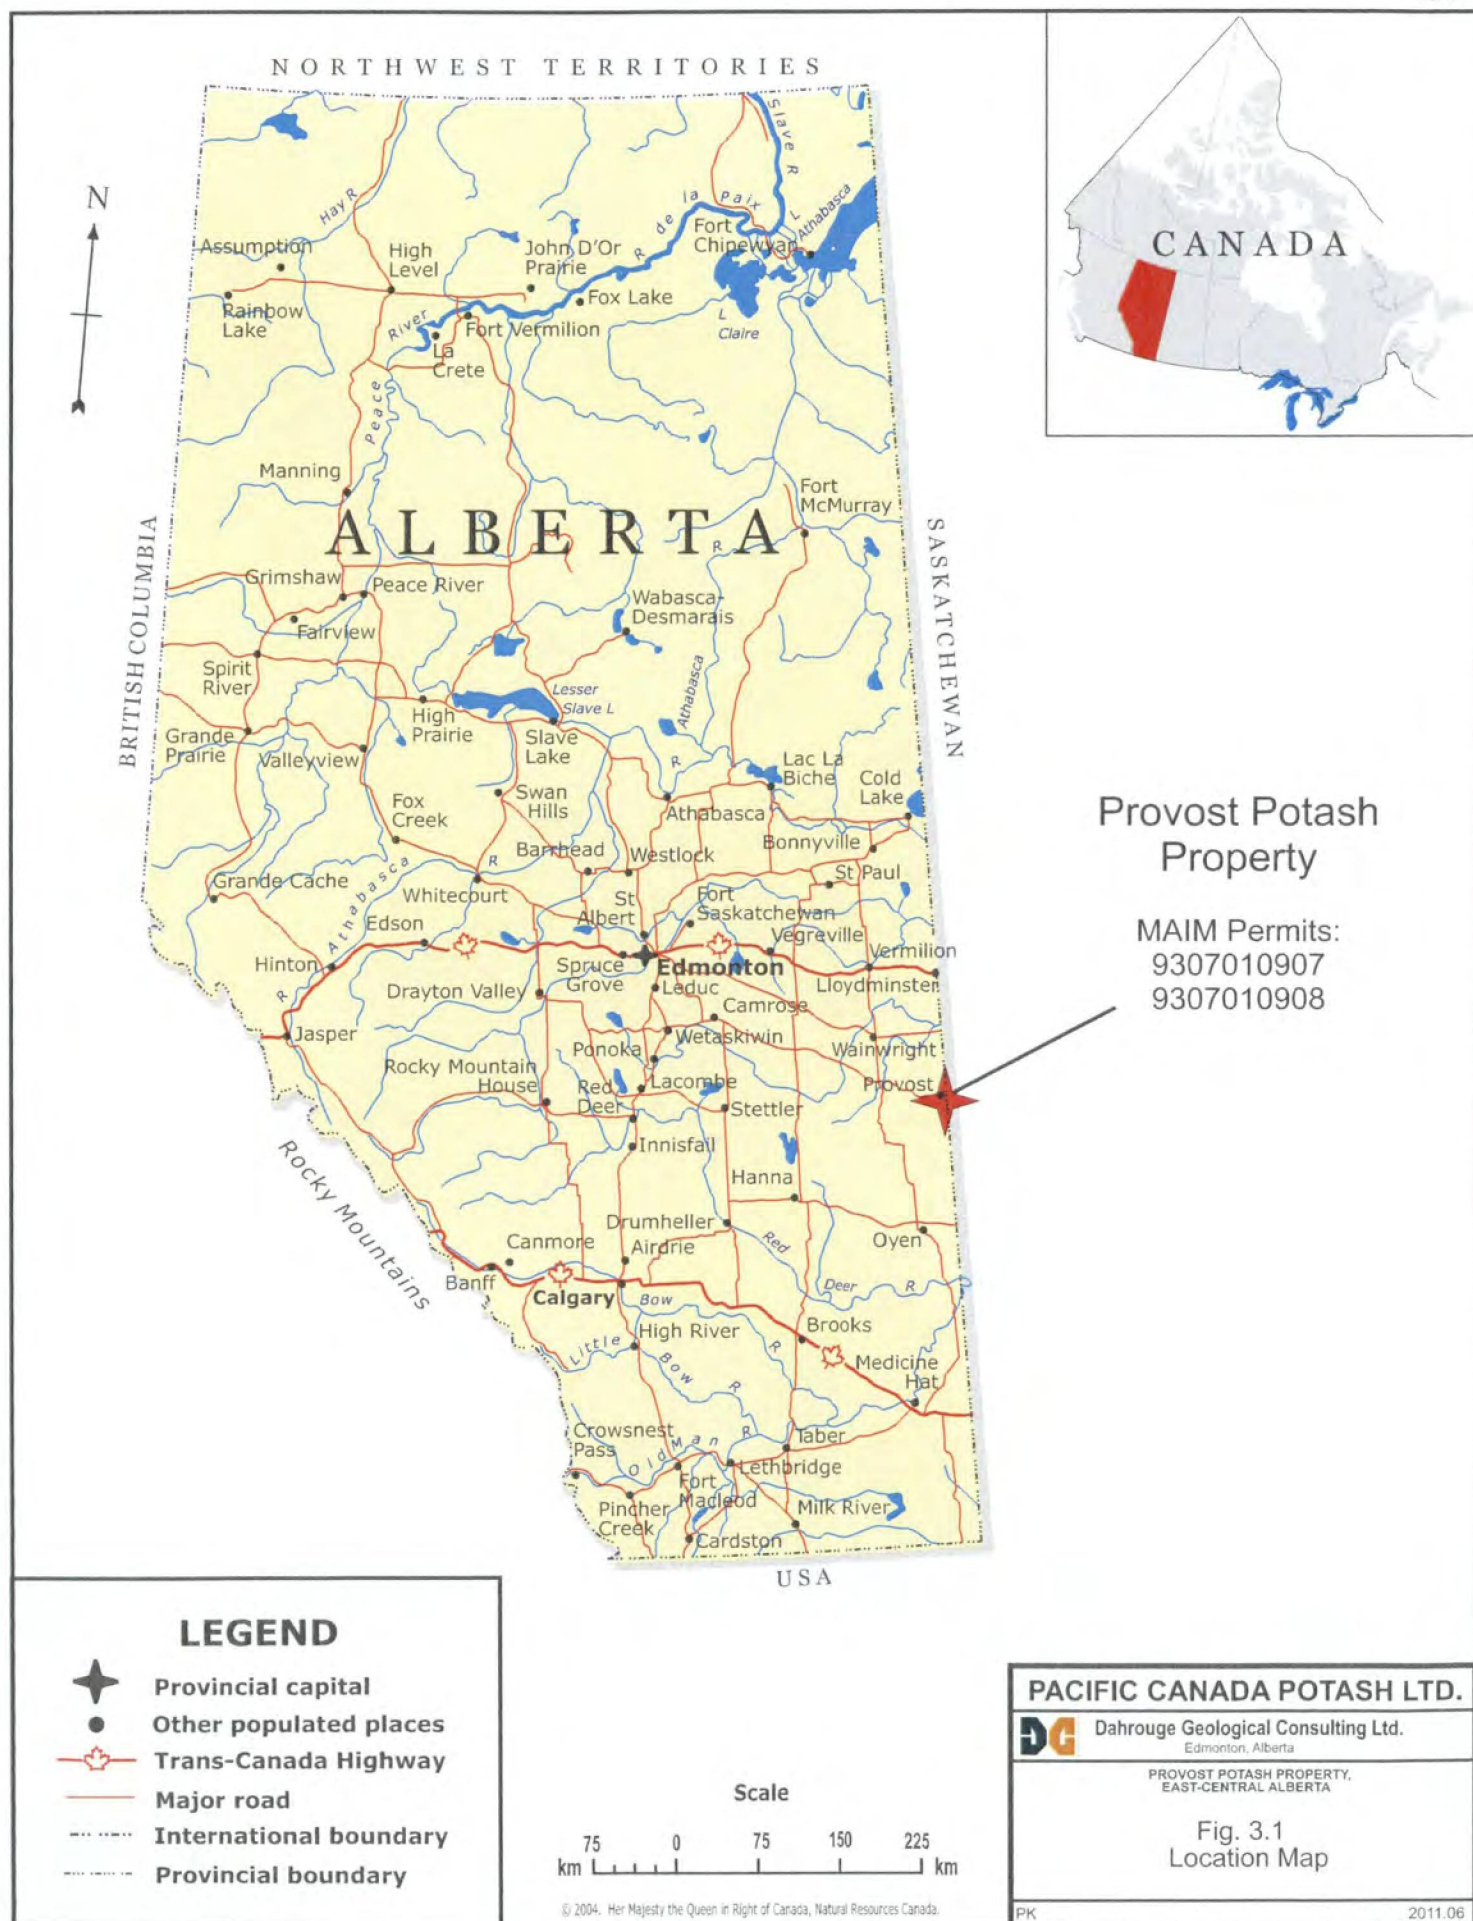 NORTHWEST TERRITORIES
N
Slave R
Hay R
R de la Paix
L Athabasca
Fort
Chipewyan
Assumption
High
Level
John D'Or
Prairie
Fox Lake
Rainbow
Lake
River
Fort Vermilion
L
Claire
La
Crete
Peace
CANADA
Manning
Fort
McMurray
ALBERTA
R
BRITISH COLUMBIA
SASKATCHEWAN
Grimshaw
Peace River
Wabasca-
Desmarais
Fairview
Spirit
River
Lesser
Slave L
Athabasca
High
Prairie
Slave
Lake
Grande
Prairie
Valleyview
R
Lac La
Biche
Cold
Lake
Fox
Creek
Swan
Hills
Athabasca
Provost Potash
Property
Barrhead
Westlock
Bonnyville
R
Grande Cache
Athabasca
Whitecourt
St Paul
St
Albert
Fort
Saskatchewan
MAIM Permits:
9307010907
9307010908
Edson
Vegreville
Vermilion
Hinton
Spruce
Grove
Edmonton
R
Drayton Valley
Leduc
Lloydminster
Camrose
Jasper
Wetaskiwin
Ponoka
Wainwright
Rocky Mountain
House
Red
Deer
Lacombe
Provost
Stettler
Innisfail
Rocky Mountains
Hanna
Drumheller
Canmore
Airdrie
Red
Oyen
Banff
Calgary
Bow
Deer R
High River
Brooks
Little
Bow R
R
Medicine
Hat
Crowsnest
Pass
OldMan R
Taber
Lethbridge
Fort
Macleod
Pincher
Creek
Milk River
Cardston
USA
LEGEND
Provincial capital
Other populated places
Trans-Canada Highway
Major road
International boundary
Provincial boundary
Scale
75 0 75 150 225
km km
© 2004. Her Majesty the Queen in Right of Canada, Natural Resources Canada.
PACIFIC CANADA POTASH LTD.
DG
Dahrouge Geological Consulting Ltd.
Edmonton, Alberta
PROVOST POTASH PROPERTY,
EAST-CENTRAL ALBERTA
Fig. 3.1
Location Map
PK 2011.06